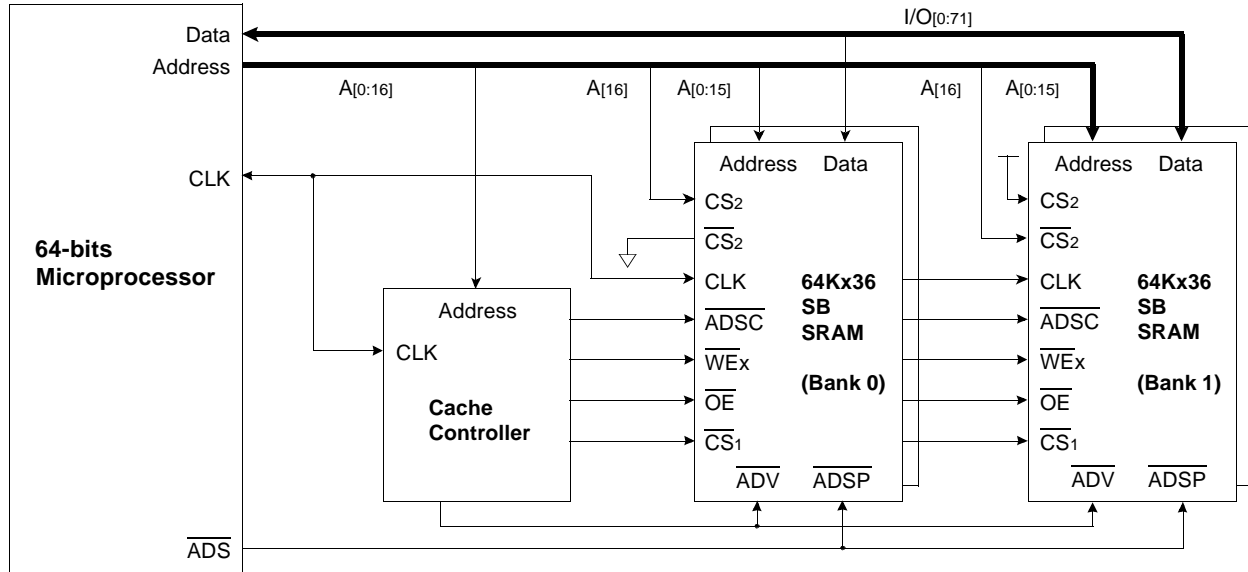 I/O[0:71]
Data
Address
A[0:16]
A[16]
A[0:15]
A[16]
A[0:15]
CLK
64-bits
Microprocessor
ADS
Address
CLK
Cache
Controller
Address Data
CS2
CS2
CLK
ADSC
WEx
OE
CS1
ADV ADSP
64Kx36
SB
SRAM
(Bank 0)
Address Data
CS2
CS2
CLK
ADSC
WEx
OE
CS1
ADV ADSP
64Kx36
SB
SRAM
(Bank 1)